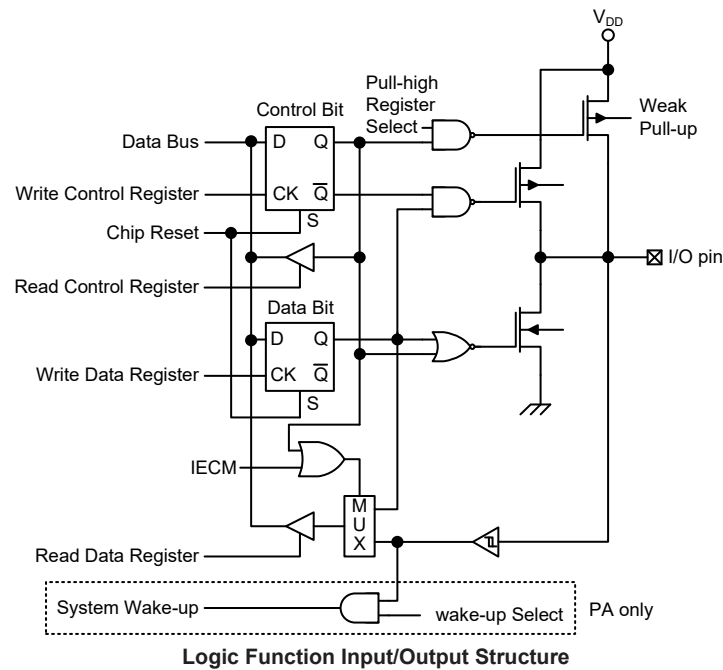 V_DD
Pull-high
Register
Select
Weak
Pull-up
Control Bit
Data Bus
D Q
Write Control Register
CK Q̅
S
Chip Reset
I/O pin
Read Control Register
Data Bit
D Q
Write Data Register
CK Q̅
S
IECM
M
U
X
Read Data Register
System Wake-up
wake-up Select
PA only
Logic Function Input/Output Structure